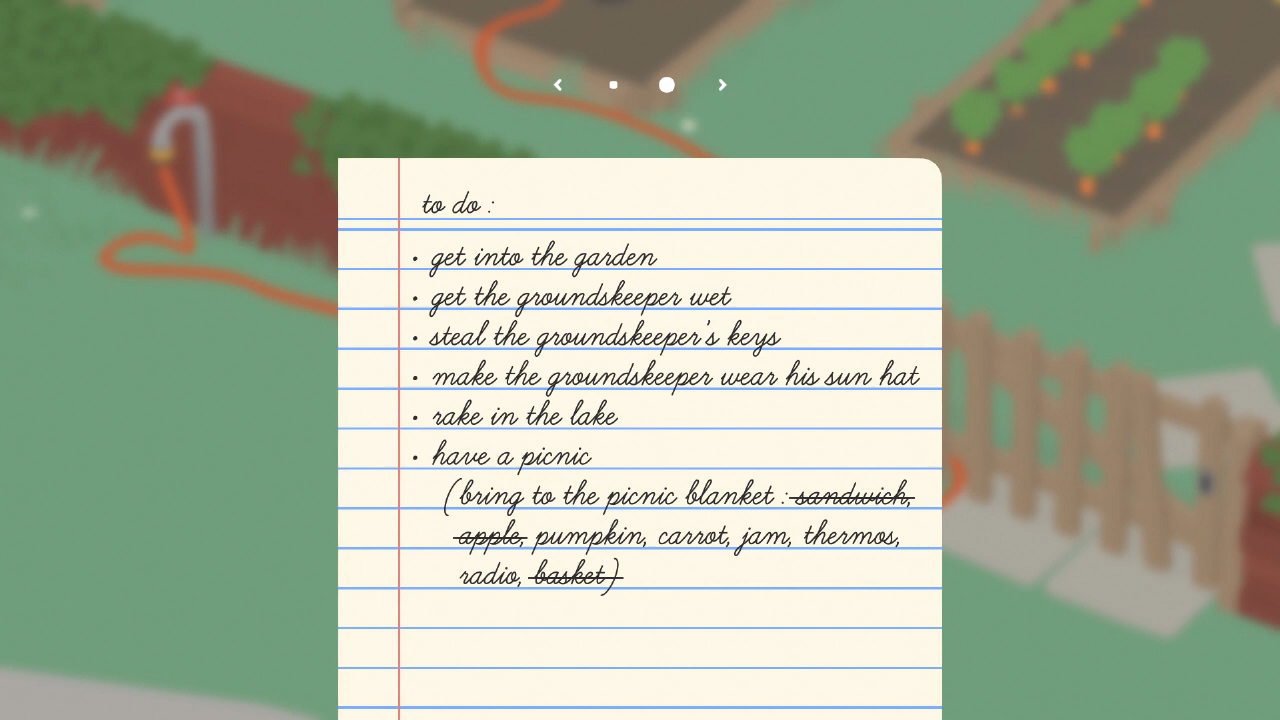 to do :
• get into the garden
• get the groundskeeper wet
• steal the groundskeeper's keys
• make the groundskeeper wear his sun hat
• rake in the lake
• have a picnic
(bring to the picnic blanket : sandwich,
apple, pumpkin, carrot, jam, thermos,
radio, basket)